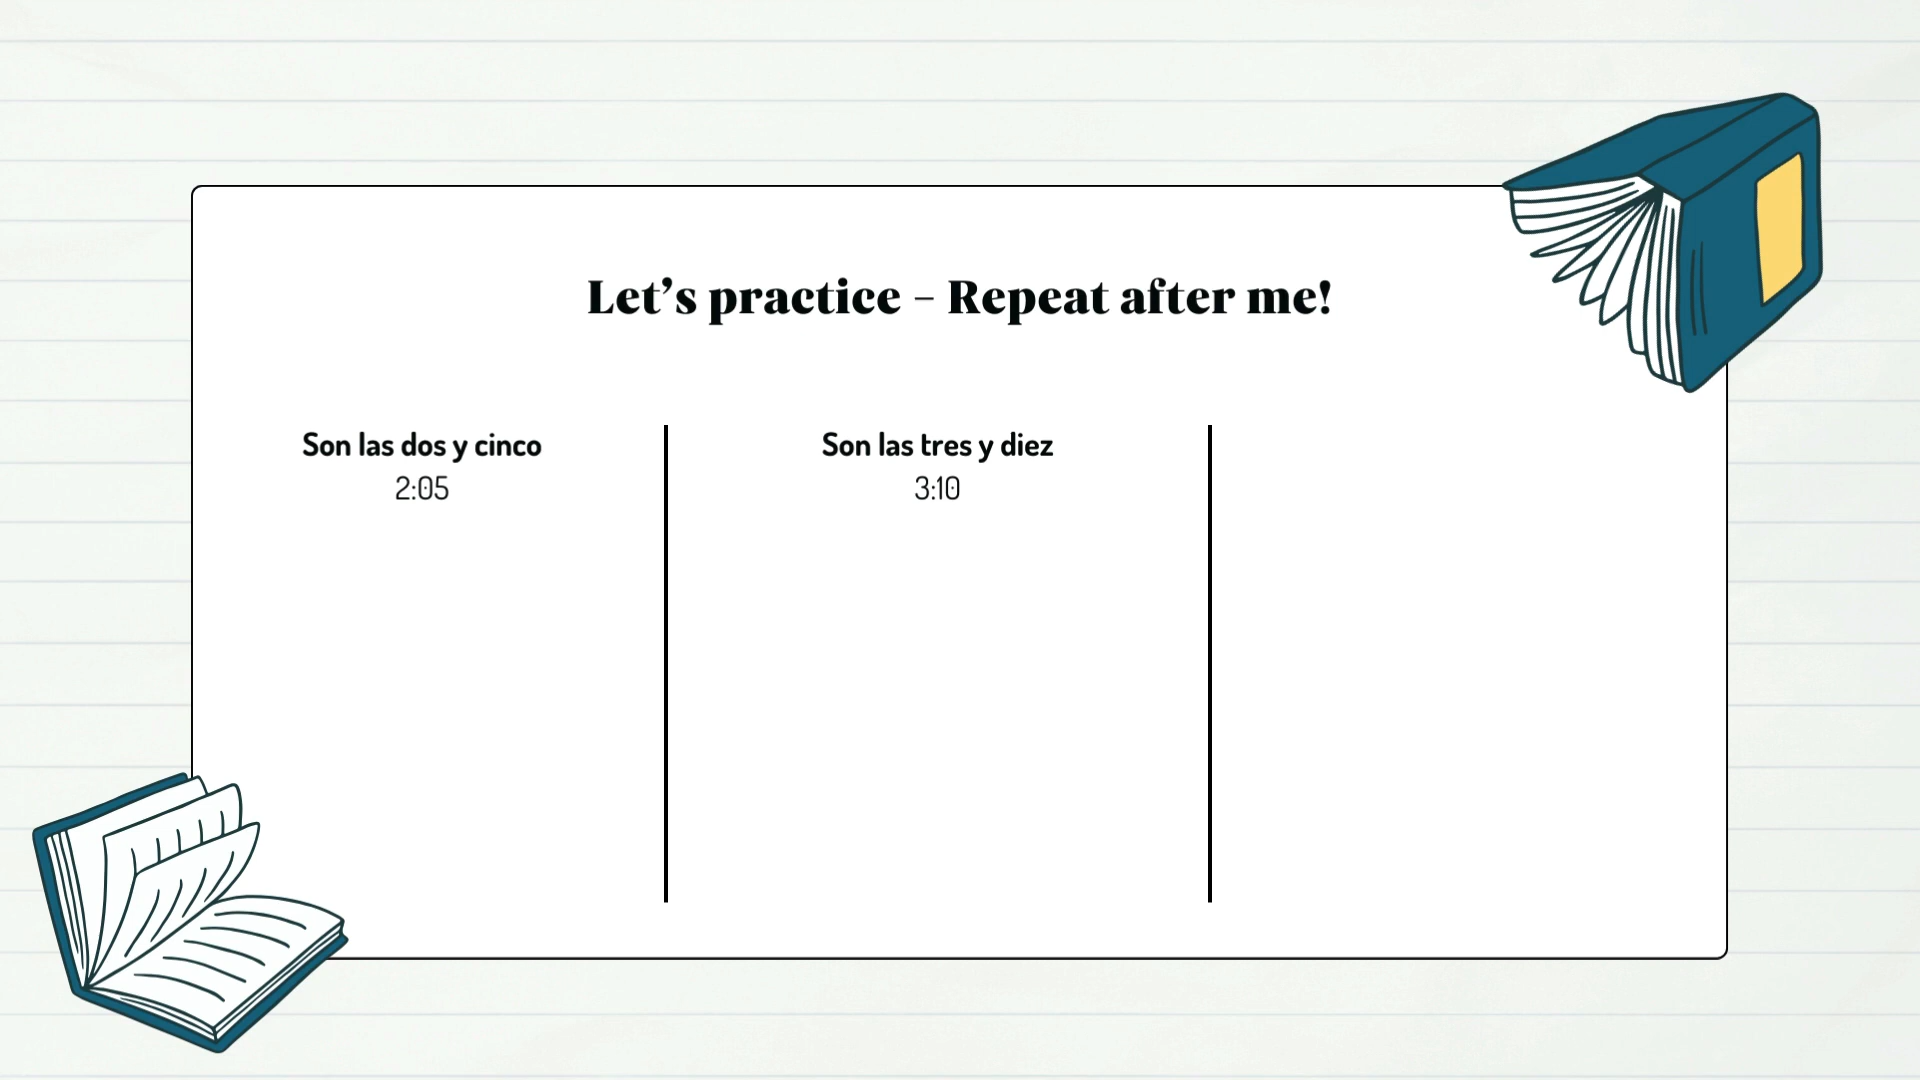 Let’s practice – Repeat after me!
Son las dos y cinco
2:05
Son las tres y diez
3:10